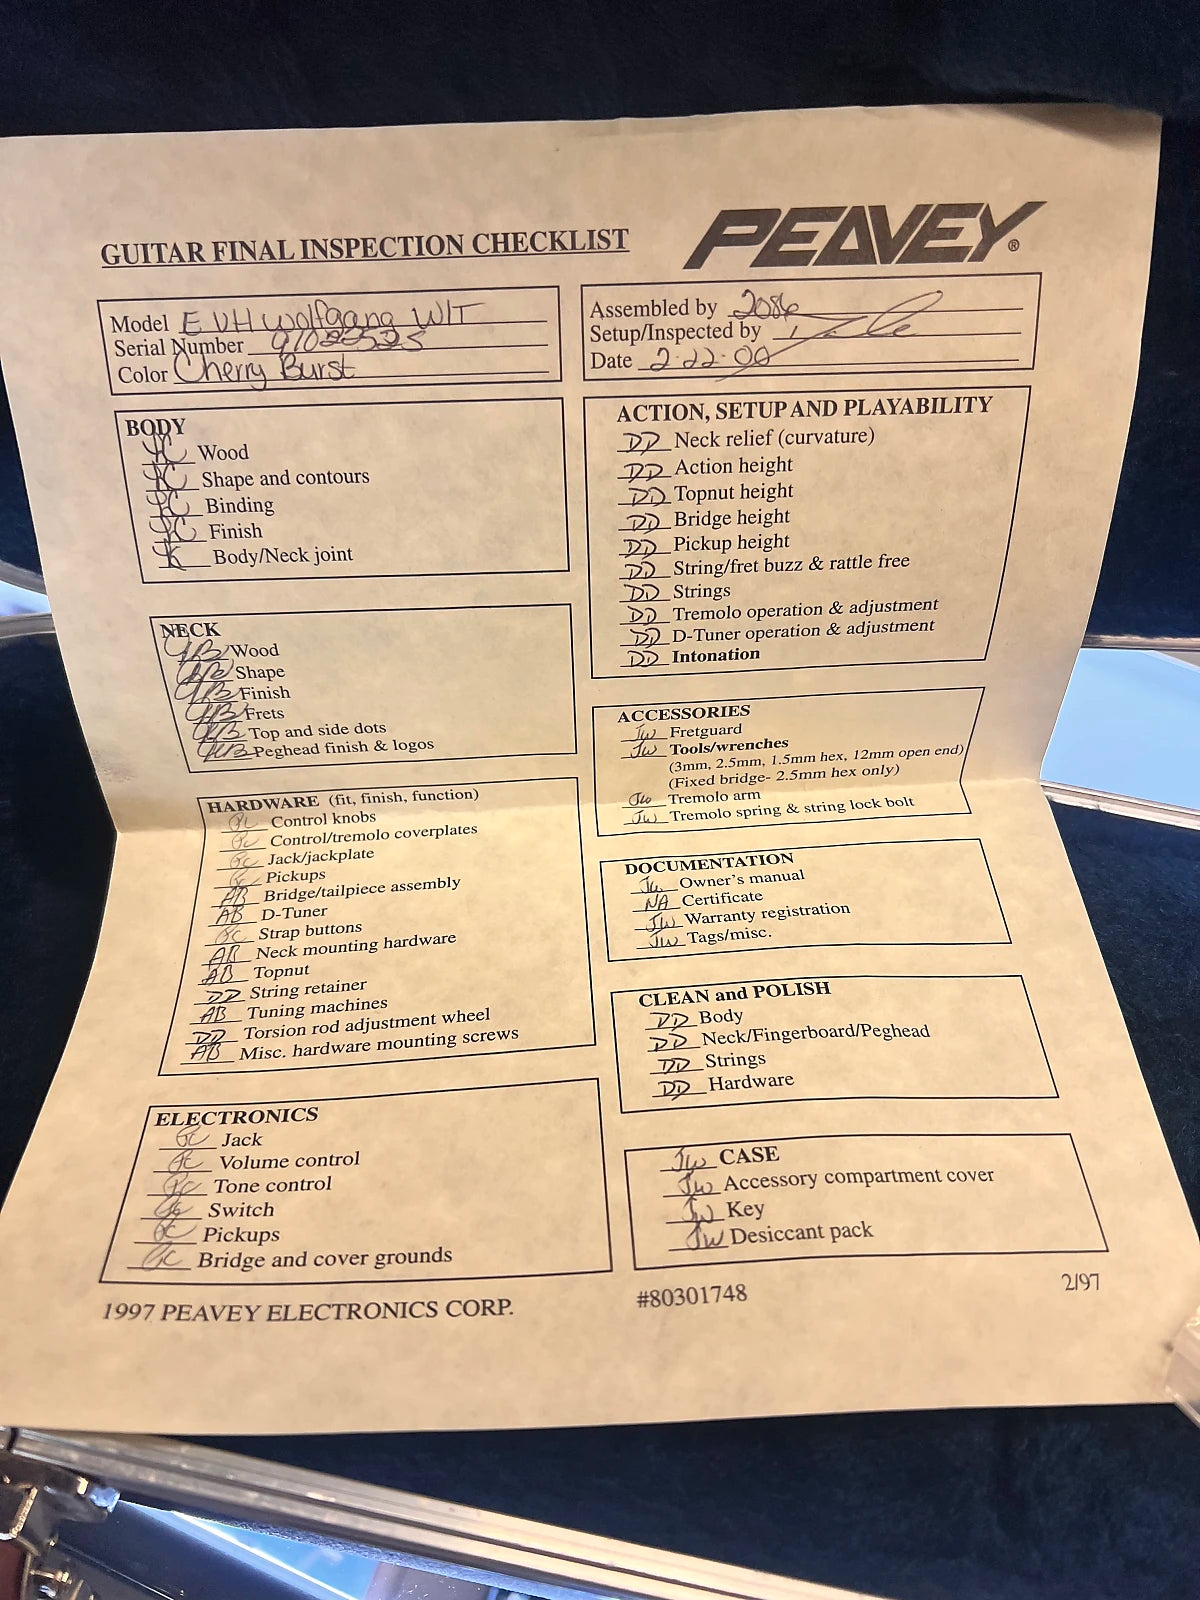 GUITAR FINAL INSPECTION CHECKLIST
PEAVEY®
Model EVH Wolfgang W/T
Serial Number 91022525
Color Cherry Burst
Assembled by 2086
Setup/Inspected by
Date 2-22-00
BODY
Wood
Shape and contours
Binding
Finish
Body/Neck joint
NECK
Wood
Shape
Finish
Frets
Top and side dots
Peghead finish & logos
HARDWARE (fit, finish, function)
Control knobs
Control/tremolo coverplates
Jack/jackplate
Pickups
AB Bridge/tailpiece assembly
AB D-Tuner
Strap buttons
AB Neck mounting hardware
AB Topnut
DD String retainer
AB Tuning machines
DD Torsion rod adjustment wheel
AB Misc. hardware mounting screws
ELECTRONICS
Jack
Volume control
Tone control
Switch
Pickups
Bridge and cover grounds
1997 PEAVEY ELECTRONICS CORP.
ACTION, SETUP AND PLAYABILITY
DD Neck relief (curvature)
DD Action height
DD Topnut height
DD Bridge height
DD Pickup height
DD String/fret buzz & rattle free
DD Strings
DD Tremolo operation & adjustment
DD D-Tuner operation & adjustment
DD Intonation
ACCESSORIES
JW Fretguard
JW Tools/wrenches
(3mm, 2.5mm, 1.5mm hex, 12mm open end)
(Fixed bridge- 2.5mm hex only)
JW Tremolo arm
JW Tremolo spring & string lock bolt
DOCUMENTATION
JW Owner's manual
NA Certificate
JW Warranty registration
JW Tags/misc.
CLEAN and POLISH
DD Body
DD Neck/Fingerboard/Peghead
DD Strings
DD Hardware
JW CASE
JW Accessory compartment cover
JW Key
JW Desiccant pack
#80301748
2/97